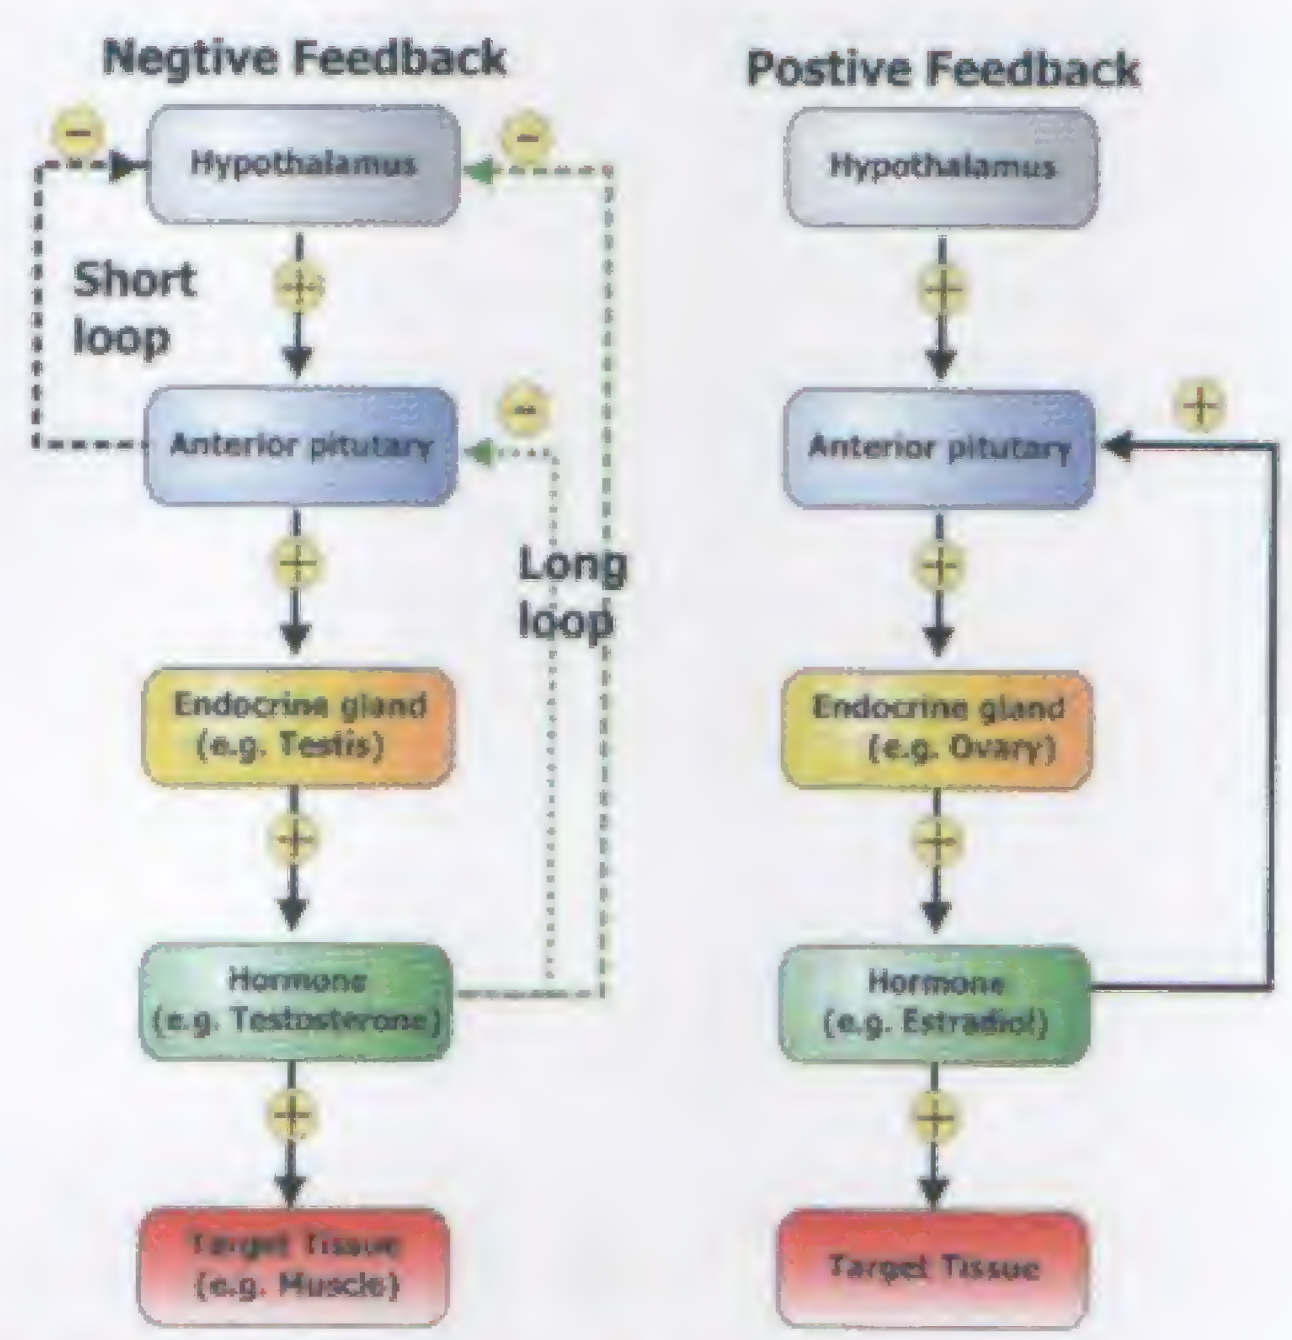 Negtive Feedback
-
-
Hypothalamus
Short
loop
+
-
Anterior pitutary
+
Long
loop
Endocrine gland
(e.g. Testis)
+
Hormone
(e.g. Testosterone)
+
Target Tissue
(e.g. Muscle)
Postive Feedback
Hypothalamus
+
+
Anterior pitutary
+
Endocrine gland
(e.g. Ovary)
+
Hormone
(e.g. Estradiol)
+
Target Tissue